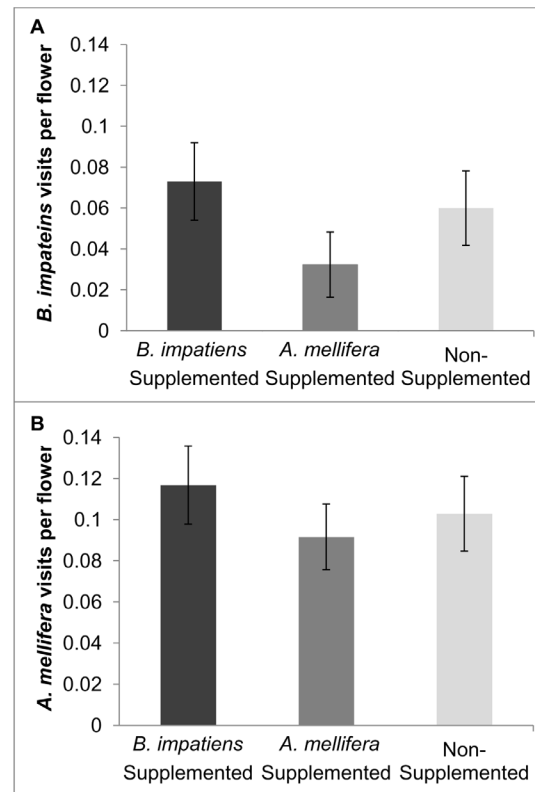 A
B. impateins visits per flower
0.14
0.12
0.1
0.08
0.06
0.04
0.02
0
B. impatiens A. mellifera Non-
Supplemented Supplemented Supplemented
B
A. mellifera visits per flower
0.14
0.12
0.1
0.08
0.06
0.04
0.02
0
B. impatiens A. mellifera Non-
Supplemented Supplemented Supplemented